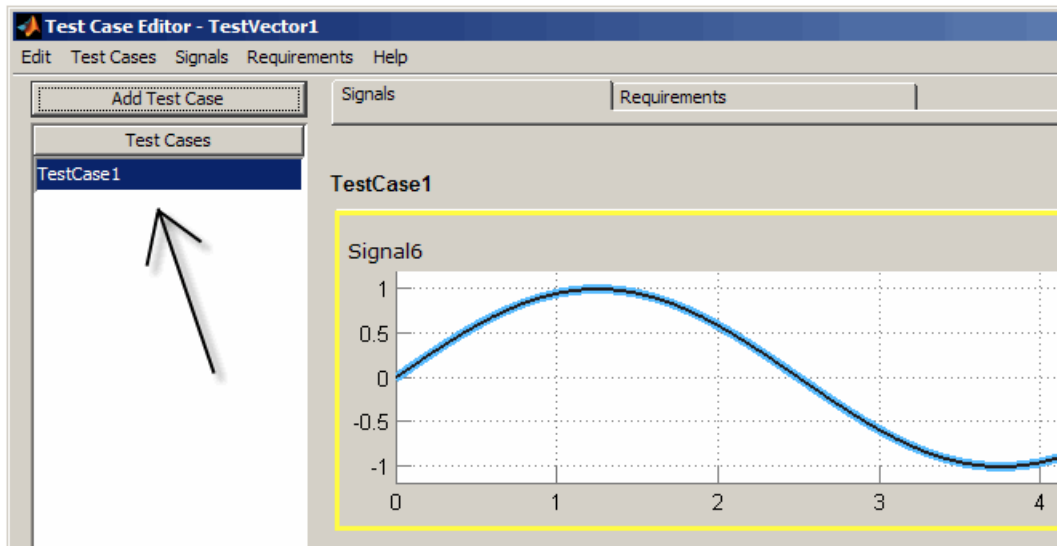 Test Case Editor - TestVector1
Edit Test Cases Signals Requirements Help
Add Test Case
Test Cases
TestCase1
Signals Requirements
TestCase1
Signal6
1
0.5
0
-0.5
-1
0 1 2 3 4